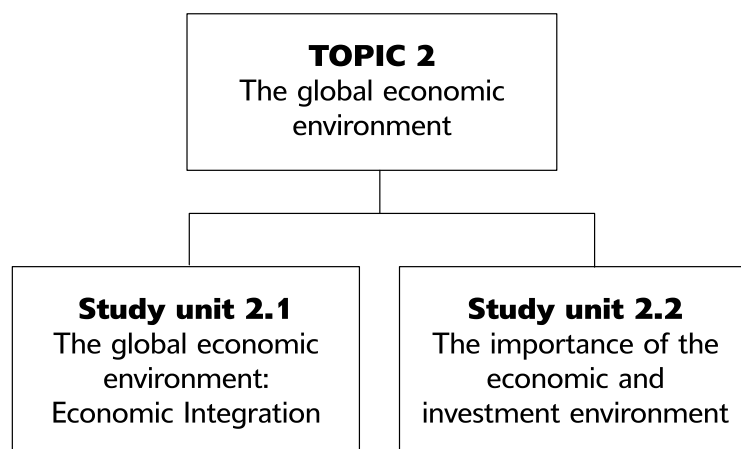 TOPIC 2
The global economic
environment
Study unit 2.1
The global economic
environment:
Economic Integration
Study unit 2.2
The importance of the
economic and
investment environment